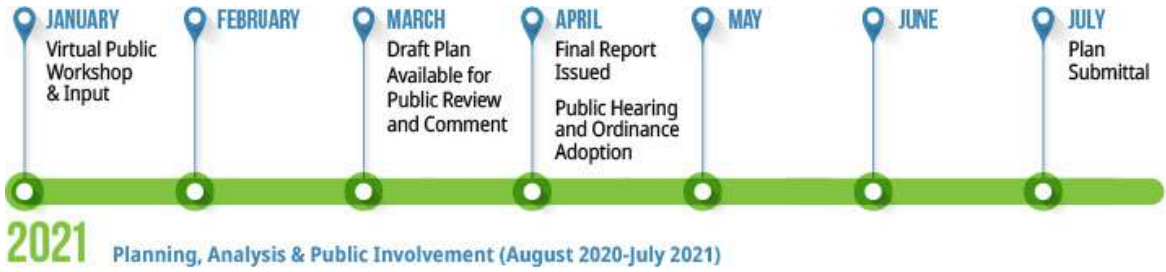 JANUARY
Virtual Public
Workshop
& Input
FEBRUARY
MARCH
Draft Plan
Available for
Public Review
and Comment
APRIL
Final Report
Issued
Public Hearing
and Ordinance
Adoption
MAY
JUNE
JULY
Plan
Submittal
2021
Planning, Analysis & Public Involvement (August 2020-July 2021)